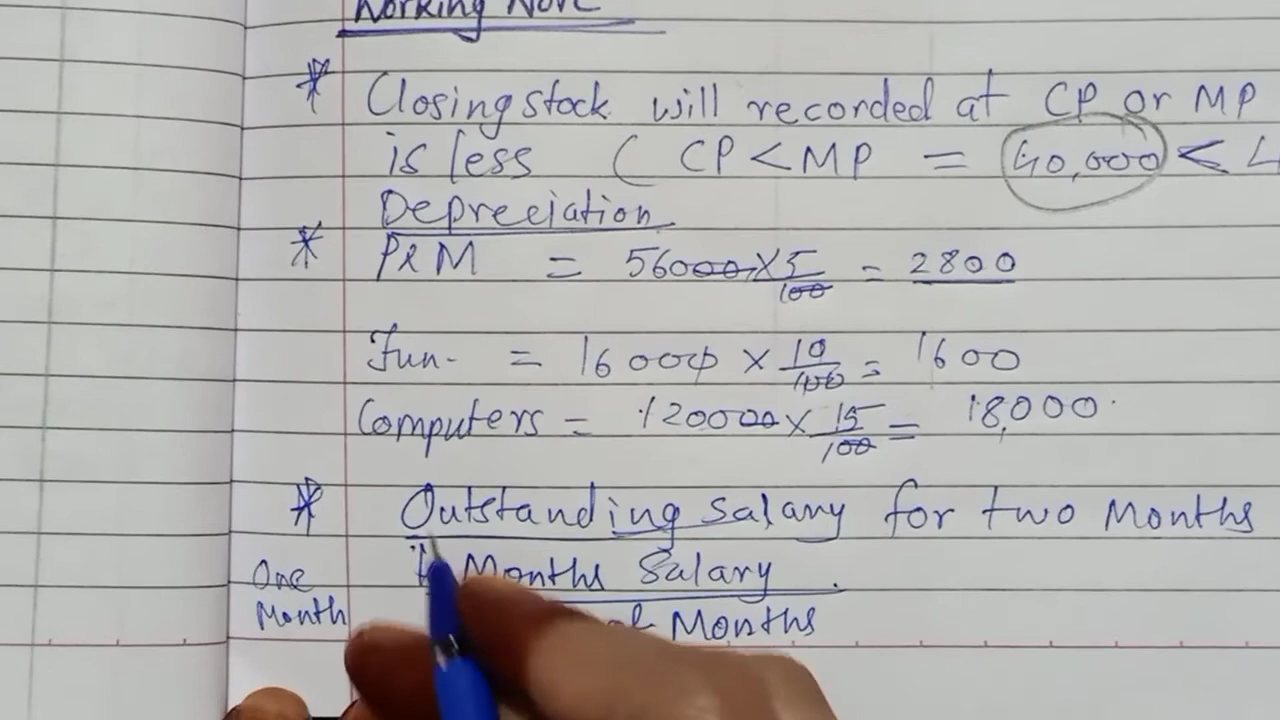 Working Note
* Closing stock will recorded at CP or MP
is less ( CP < MP = 40,000 <
Depreciation
* P&M = 56000 × 5/100 = 2800
Fun. = 16000 × 10/100 = 1600
Computers = 120000 × 15/100 = 18,000
* Outstanding Salary for two Months
One Month
Months Salary
of Months